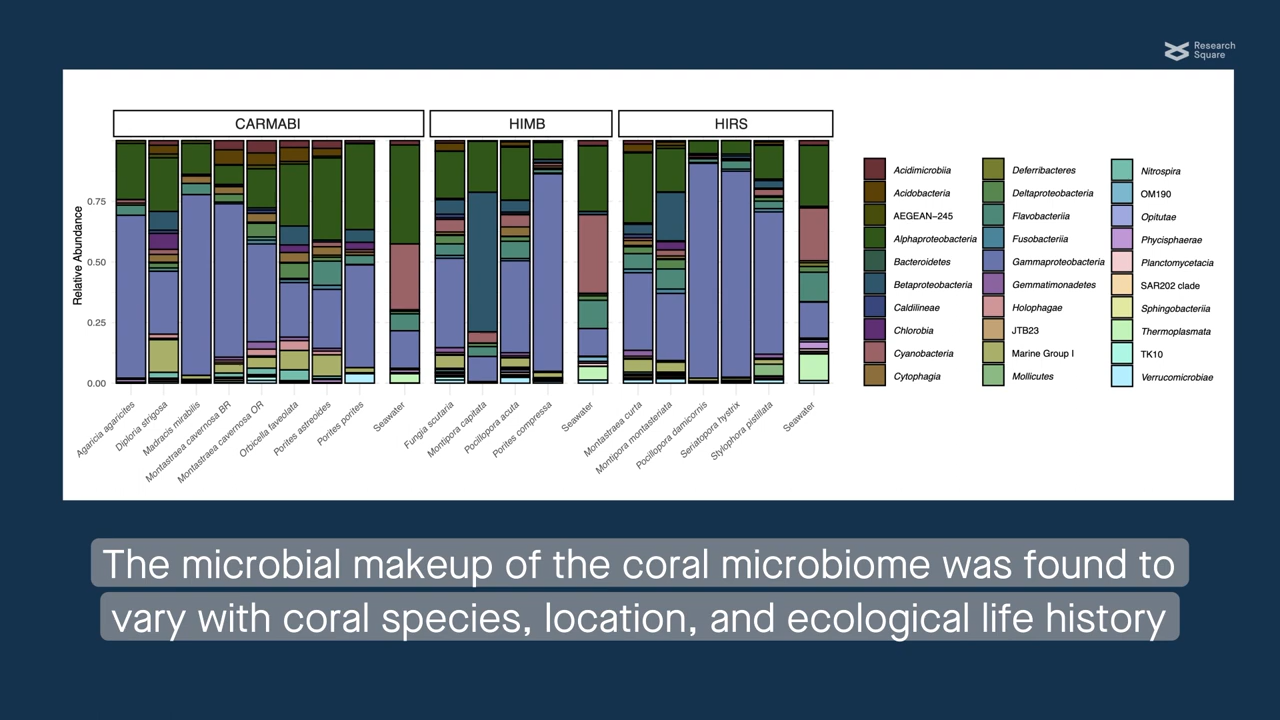 Research
Square
CARMABI
HIMB
HIRS
Relative Abundance
0.75
0.50
0.25
0.00
Agaricia agaricites
Diploria strigosa
Madracis mirabilis
Montastraea cavernosa BR
Montastraea cavernosa OR
Orbicella faveolata
Porites astreoides
Porites porites
Seawater
Fungia scutaria
Montipora capitata
Pocillopora acuta
Porites compressa
Seawater
Montastraea curta
Montipora monasteriata
Pocillopora damicornis
Seriatopora hystrix
Stylophora pistillata
Seawater
Acidimicrobiia
Acidobacteria
AEGEAN-245
Alphaproteobacteria
Bacteroidetes
Betaproteobacteria
Caldilineae
Chlorobia
Cyanobacteria
Cytophagia
Deferribacteres
Deltaproteobacteria
Flavobacteriia
Fusobacteriia
Gammaproteobacteria
Gemmatimonadetes
Holophagae
JTB23
Marine Group I
Mollicutes
Nitrospira
OM190
Opitutae
Phycisphaerae
Planctomycetacia
SAR202 clade
Sphingobacteriia
Thermoplasmata
TK10
Verrucomicrobiae
The microbial makeup of the coral microbiome was found to
vary with coral species, location, and ecological life history